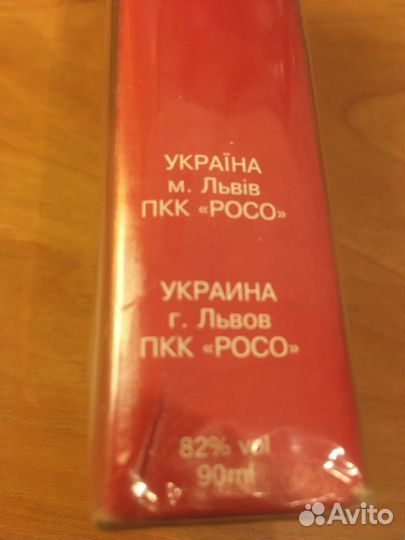 УКРАЇНА
м. Львів
ПКК «РОСО»
УКРАИНА
г. Львов
ПКК «РОСО»
82% vol
90ml
Avito